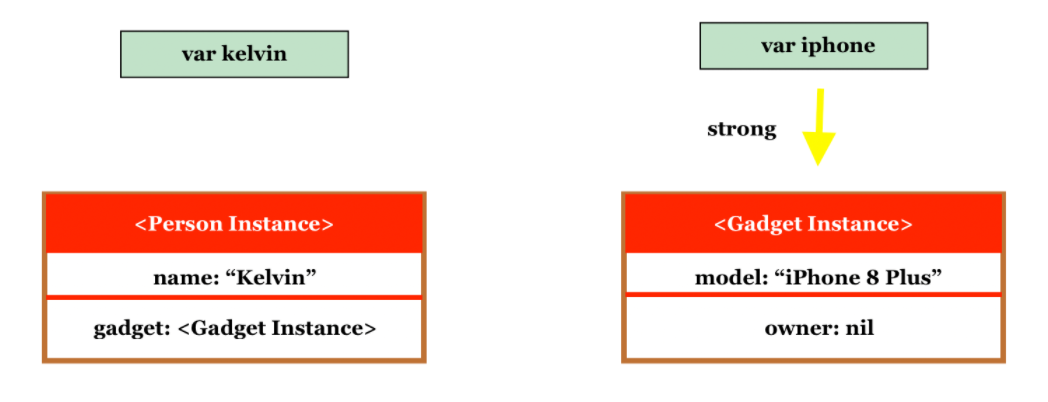 var kelvin
var iphone
strong
<Person Instance>
name: “Kelvin”
gadget: <Gadget Instance>
<Gadget Instance>
model: “iPhone 8 Plus”
owner: nil